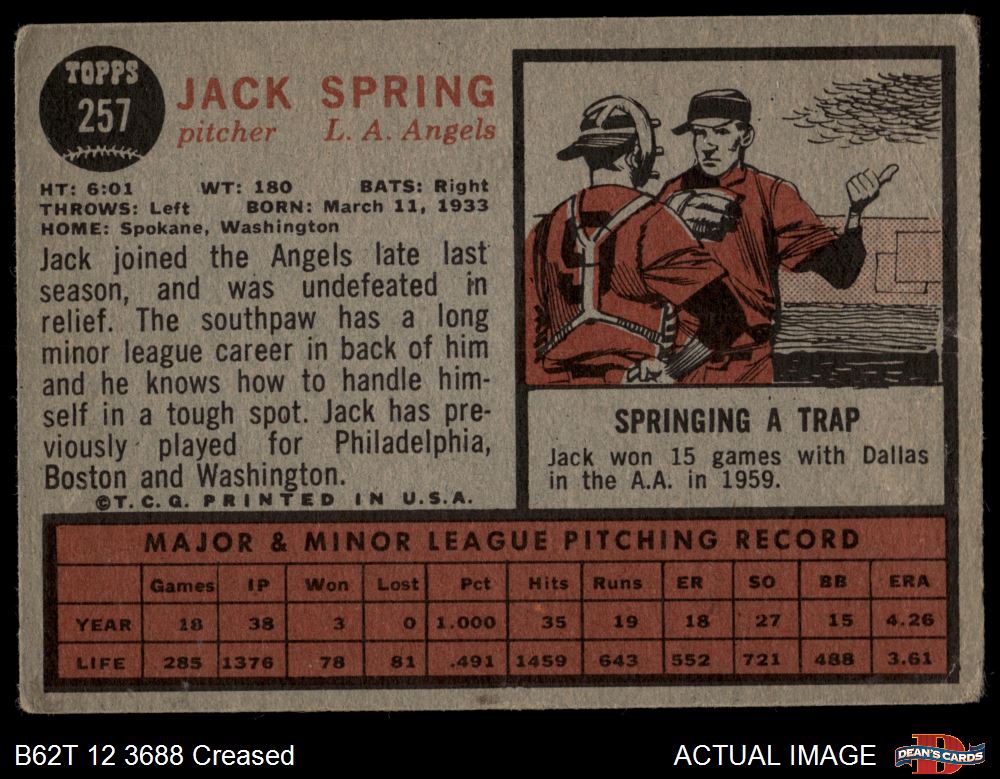 TOPPS
257
JACK SPRING
pitcher L. A. Angels
HT: 6:01 WT: 180 BATS: Right
THROWS: Left BORN: March 11, 1933
HOME: Spokane, Washington
Jack joined the Angels late last
season, and was undefeated in
relief. The southpaw has a long
minor league career in back of him
and he knows how to handle him-
self in a tough spot. Jack has pre-
viously played for Philadelphia,
Boston and Washington.
©T. C. G. PRINTED IN U.S.A.
SPRINGING A TRAP
Jack won 15 games with Dallas
in the A.A. in 1959.
MAJOR & MINOR LEAGUE PITCHING RECORD
Games IP Won Lost Pct Hits Runs ER SO BB ERA
YEAR 18 38 3 0 1.000 35 19 18 27 15 4.26
LIFE 285 1376 78 81 .491 1459 643 552 721 488 3.61
B62T 12 3688 Creased
ACTUAL IMAGE
D
DEAN'S CARDS